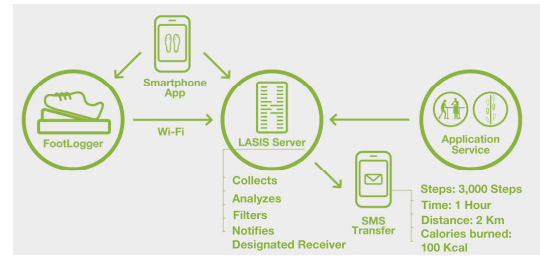 Smartphone
App
FootLogger
Wi-Fi
LASIS Server
Application
Service
Collects
Analyzes
Filters
Notifies
Designated Receiver
SMS
Transfer
Steps: 3,000 Steps
Time: 1 Hour
Distance: 2 Km
Calories burned:
100 Kcal